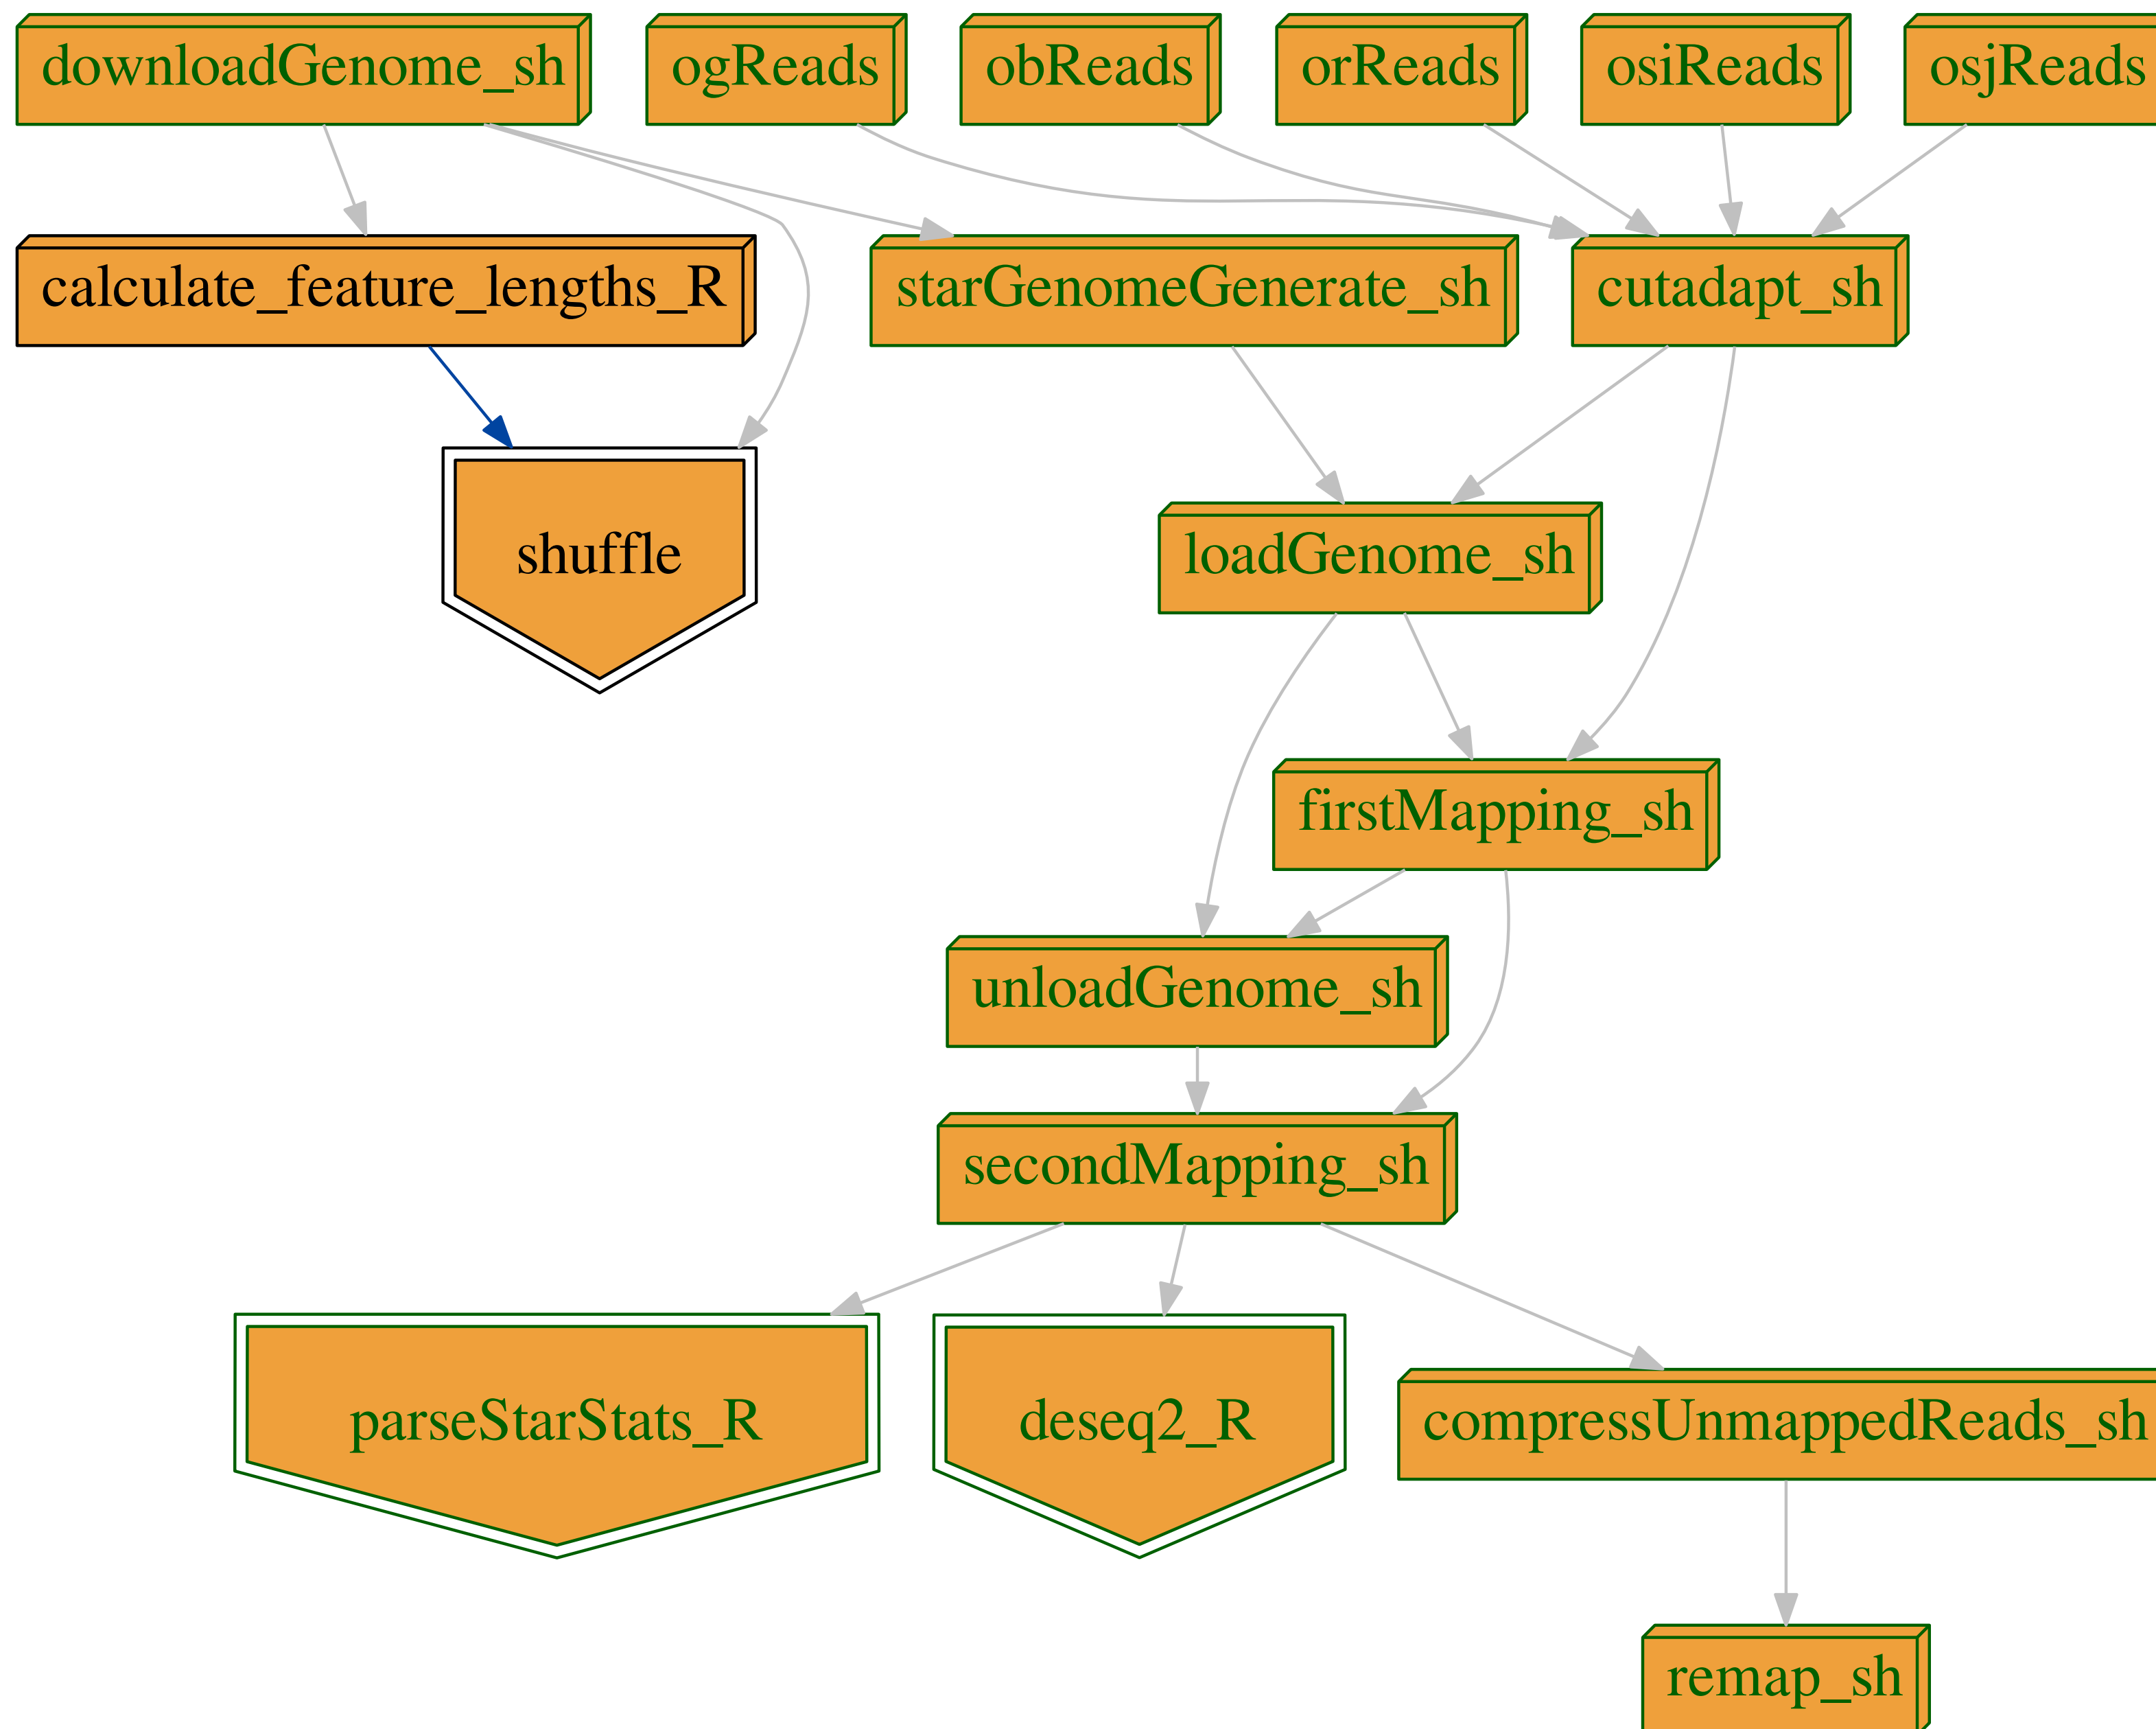 downloadGenome_sh
ogReads
obReads
orReads
osiReads
osjReads
calculate_feature_lengths_R
starGenomeGenerate_sh
cutadapt_sh
shuffle
loadGenome_sh
firstMapping_sh
unloadGenome_sh
secondMapping_sh
parseStarStats_R
deseq2_R
compressUnmappedReads_sh
remap_sh